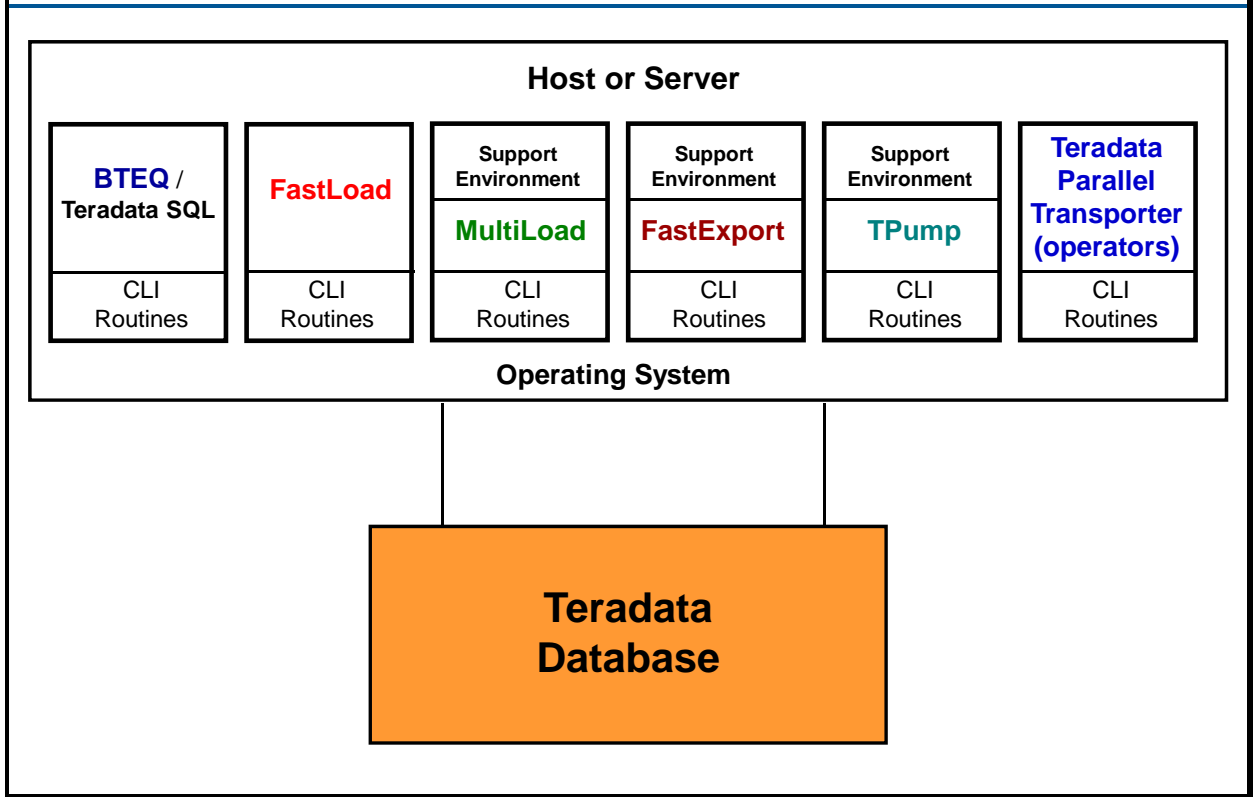 Host or Server
BTEQ /
Teradata SQL
CLI
Routines
FastLoad
CLI
Routines
Support
Environment
MultiLoad
CLI
Routines
Support
Environment
FastExport
CLI
Routines
Support
Environment
TPump
CLI
Routines
Teradata
Parallel
Transporter
(operators)
CLI
Routines
Operating System
Teradata
Database